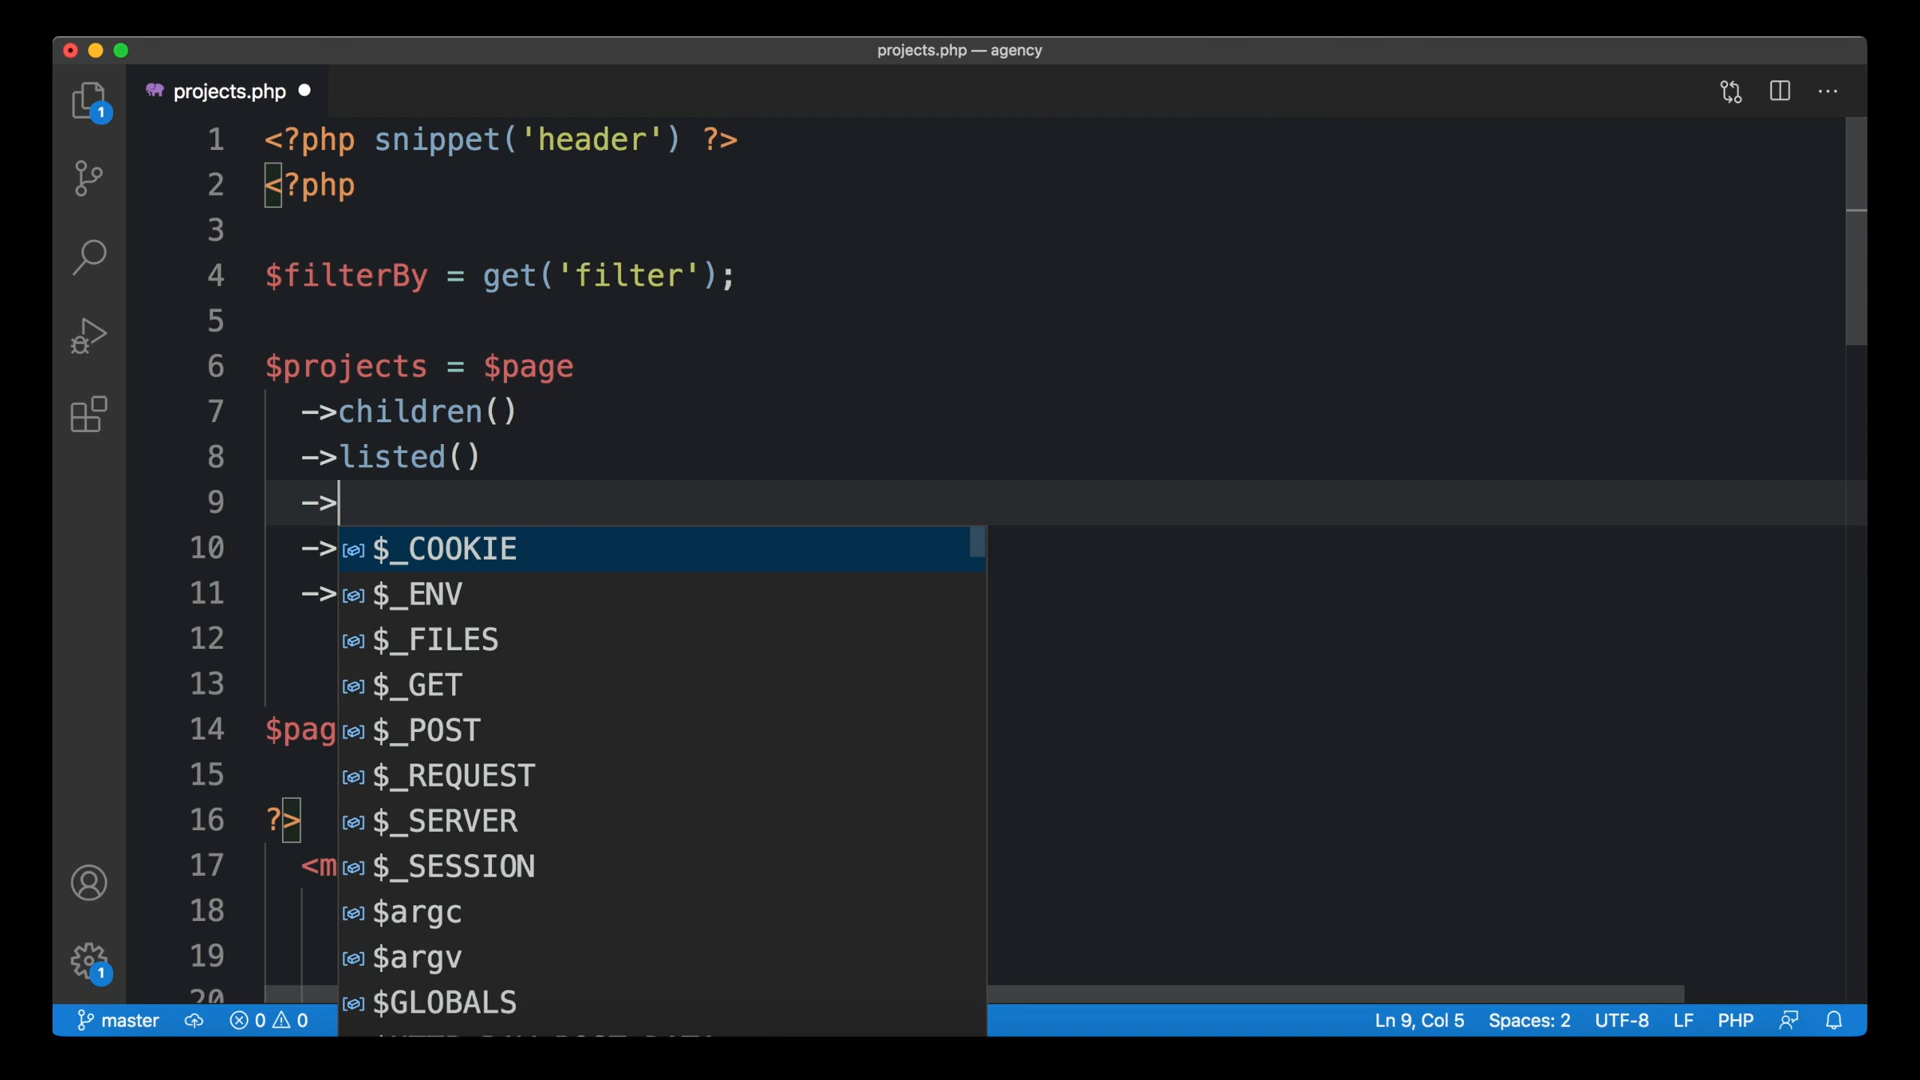 projects.php — agency
1
projects.php
1 <?php snippet('header') ?>
2 <?php
3
4 $filterBy = get('filter');
5
6 $projects = $page
7 ->children()
8 ->listed()
9 ->
10 -> $_COOKIE
11 -> $_ENV
12 $_FILES
13 $_GET
14 $pag $_POST
15 $_REQUEST
16 ?> $_SERVER
17 <m $_SESSION
18 $argc
19 $argv
20 $GLOBALS
1
master 0 0 Ln 9, Col 5 Spaces: 2 UTF-8 LF PHP